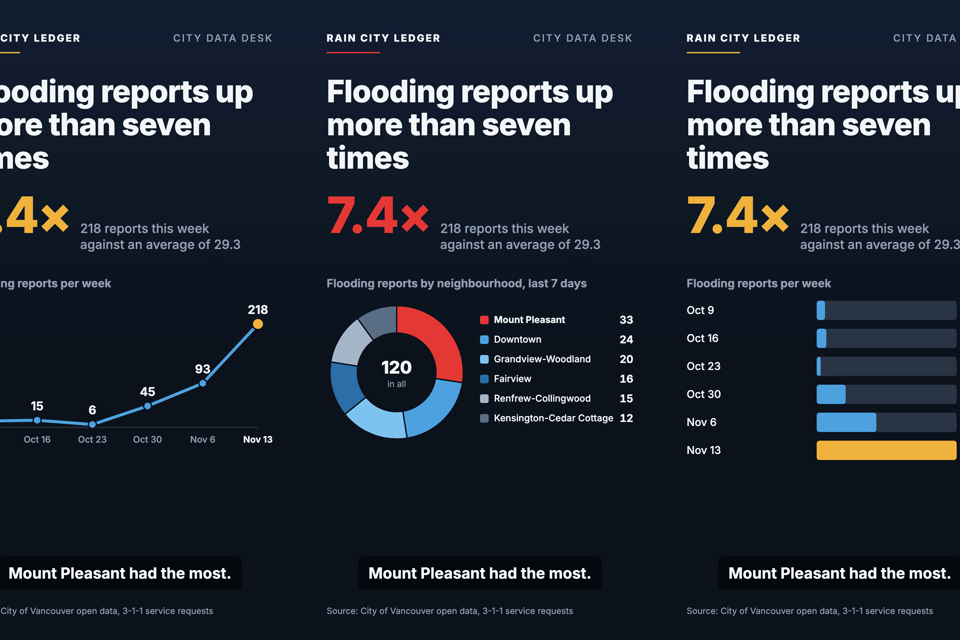 CITY LEDGER
CITY DATA DESK
ooding reports up
ore than seven
mes
.4×
218 reports this week
against an average of 29.3
ng reports per week
218
93
45
15
6
Oct 16
Oct 23
Oct 30
Nov 6
Nov 13
Mount Pleasant had the most.
City of Vancouver open data, 3-1-1 service requests
RAIN CITY LEDGER
CITY DATA DESK
Flooding reports up
more than seven
times
7.4×
218 reports this week
against an average of 29.3
Flooding reports by neighbourhood, last 7 days
120
in all
Mount Pleasant 33
Downtown 24
Grandview-Woodland 20
Fairview 16
Renfrew-Collingwood 15
Kensington-Cedar Cottage 12
Mount Pleasant had the most.
Source: City of Vancouver open data, 3-1-1 service requests
RAIN CITY LEDGER
CITY DATA
Flooding reports up
more than seven
times
7.4×
218 reports this week
against an average of 29.3
Flooding reports per week
Oct 9
Oct 16
Oct 23
Oct 30
Nov 6
Nov 13
Mount Pleasant had the most.
Source: City of Vancouver open data, 3-1-1 service requests